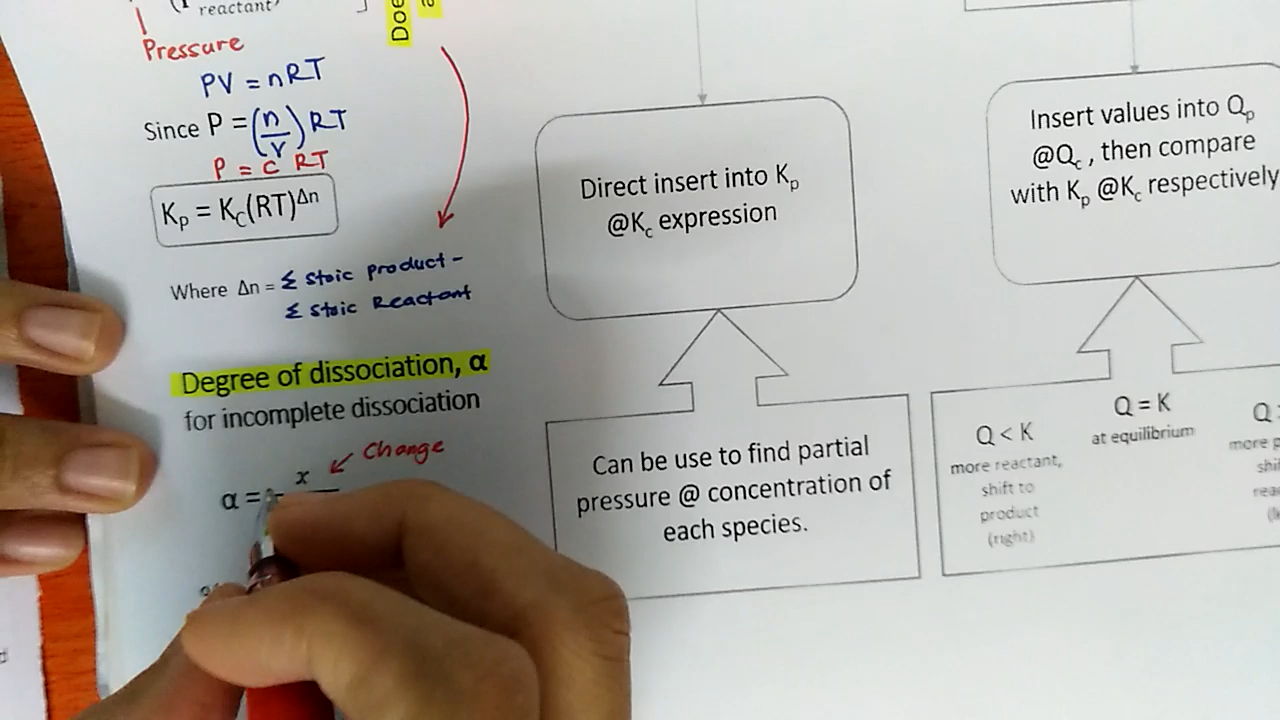 reactant
Pressure
PV = nRT
Since P = (n/V) RT
P = C RT
Kp = KC(RT)Δn
Where Δn = Σ stoic product -
Σ stoic Reactant
Degree of dissociation, α
for incomplete dissociation
x ↙ Change
α =
Direct insert into Kp
@Kc expression
Can be use to find partial
pressure @ concentration of
each species.
Insert values into Qp
@Qc , then compare
with Kp @Kc respectively
Q < K
more reactant,
shift to
product
(right)
Q = K
at equilibrium
Q
more